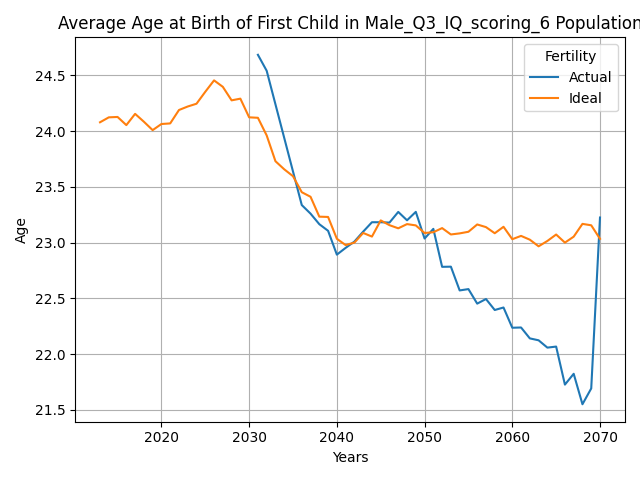 Average Age at Birth of First Child in Male_Q3_IQ_scoring_6 Population
Fertility
Actual
Ideal
Age
24.5
24.0
23.5
23.0
22.5
22.0
21.5
2020 2030 2040 2050 2060 2070
Years